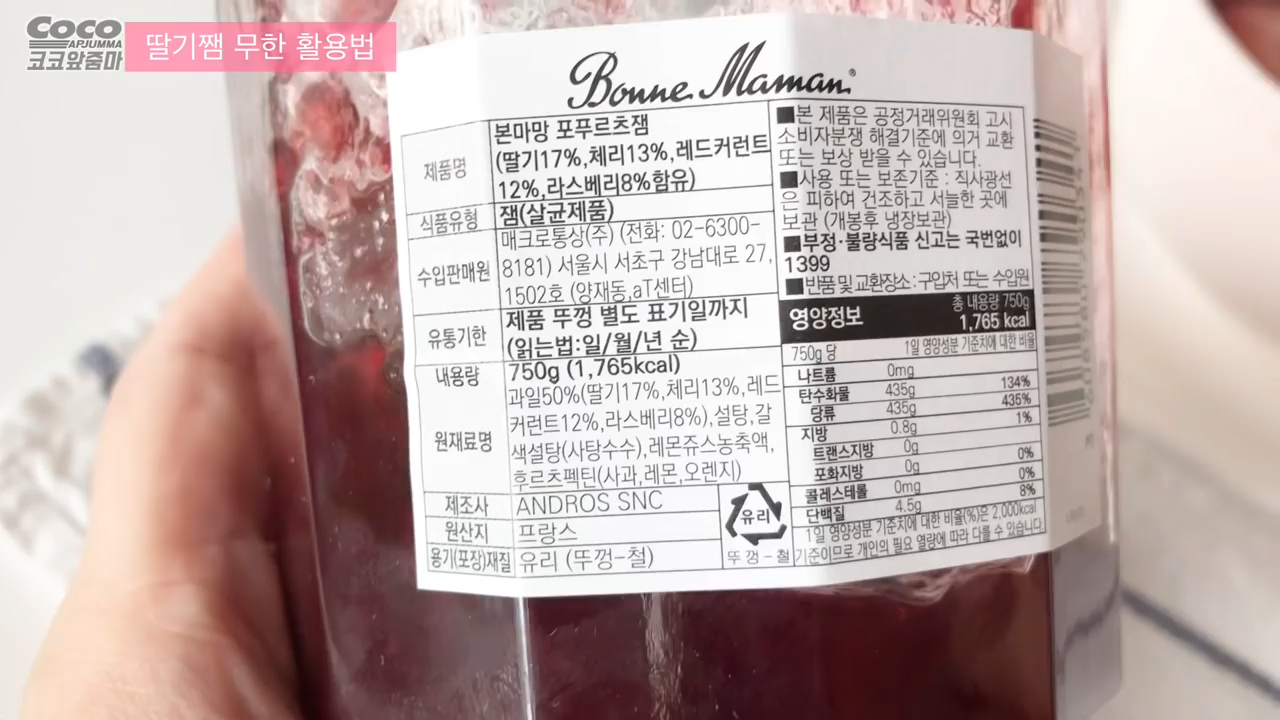 COCO
APJUMMA
코코앞줌마
딸기쨈 무한 활용법
Bonne Maman®
제품명
본마망 포푸르츠잼
(딸기17%,체리13%,레드커런트
12%,라스베리8%함유)
식품유형
잼(살균제품)
수입판매원
매크로통상(주) (전화: 02-6300-
8181) 서울시 서초구 강남대로 27,
1502호 (양재동,aT센터)
유통기한
제품 뚜껑 별도 표기일까지
(읽는법:일/월/년 순)
내용량
750g (1,765kcal)
원재료명
과일50%(딸기17%,체리13%,레드
커런트12%,라스베리8%),설탕,갈
색설탕(사탕수수),레몬쥬스농축액,
후르츠펙틴(사과,레몬,오렌지)
제조사
ANDROS SNC
원산지
프랑스
용기(포장)재질
유리 (뚜껑-철)
유리
뚜껑-철
■본 제품은 공정거래위원회 고시
소비자분쟁 해결기준에 의거 교환
또는 보상 받을 수 있습니다.
■사용 또는 보존기준 : 직사광선
은 피하여 건조하고 서늘한 곳에
보관 (개봉후 냉장보관)
■부정·불량식품 신고는 국번없이
1399
■반품 및 교환장소:구입처 또는 수입원
영양정보
총 내용량 750g
1,765 kcal
750g 당
1일 영양성분 기준치에 대한 비율
나트륨 0mg
탄수화물 435g 134%
당류 435g 435%
지방 0.8g 1%
트랜스지방 0g
포화지방 0g 0%
콜레스테롤 0mg 0%
단백질 4.5g 8%
1일 영양성분 기준치에 대한 비율(%)은 2,000kcal
기준이므로 개인의 필요 열량에 따라 다를 수 있습니다.